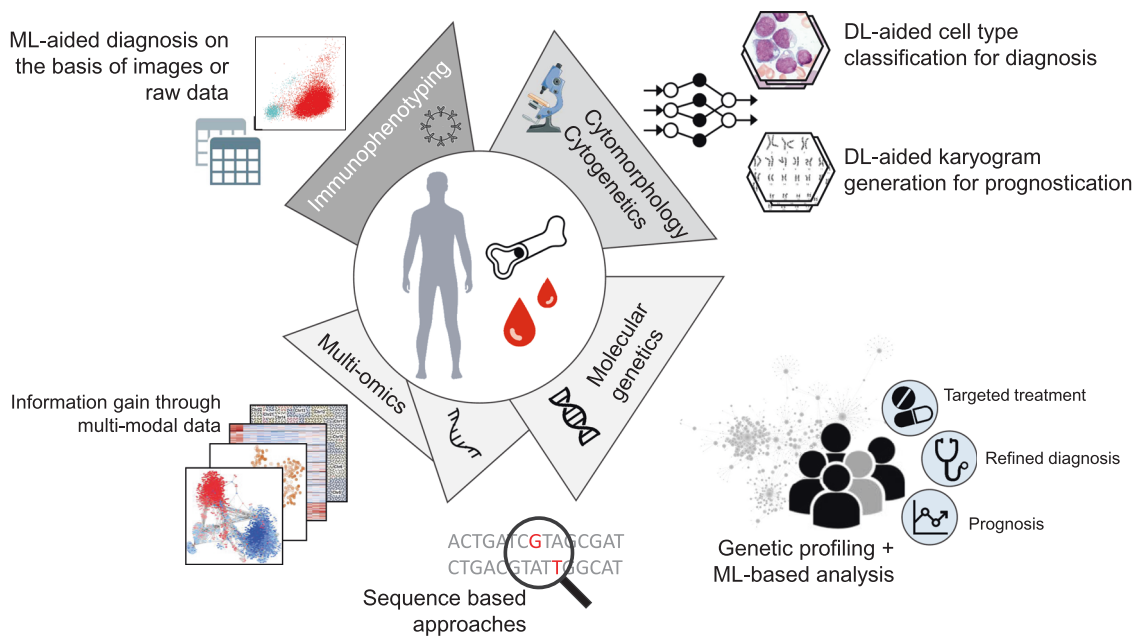 ML-aided diagnosis on
the basis of images or
raw data
Immunophenotyping
Cytomorphology
Cytogenetics
DL-aided cell type
classification for diagnosis
DL-aided karyogram
generation for prognostication
Multi-omics
Molecular
genetics
Information gain through
multi-modal data
Targeted treatment
Refined diagnosis
Prognosis
Genetic profiling +
ML-based analysis
ACTGATCGTAGCGAT
CTGACGTATTGGCAT
Sequence based
approaches